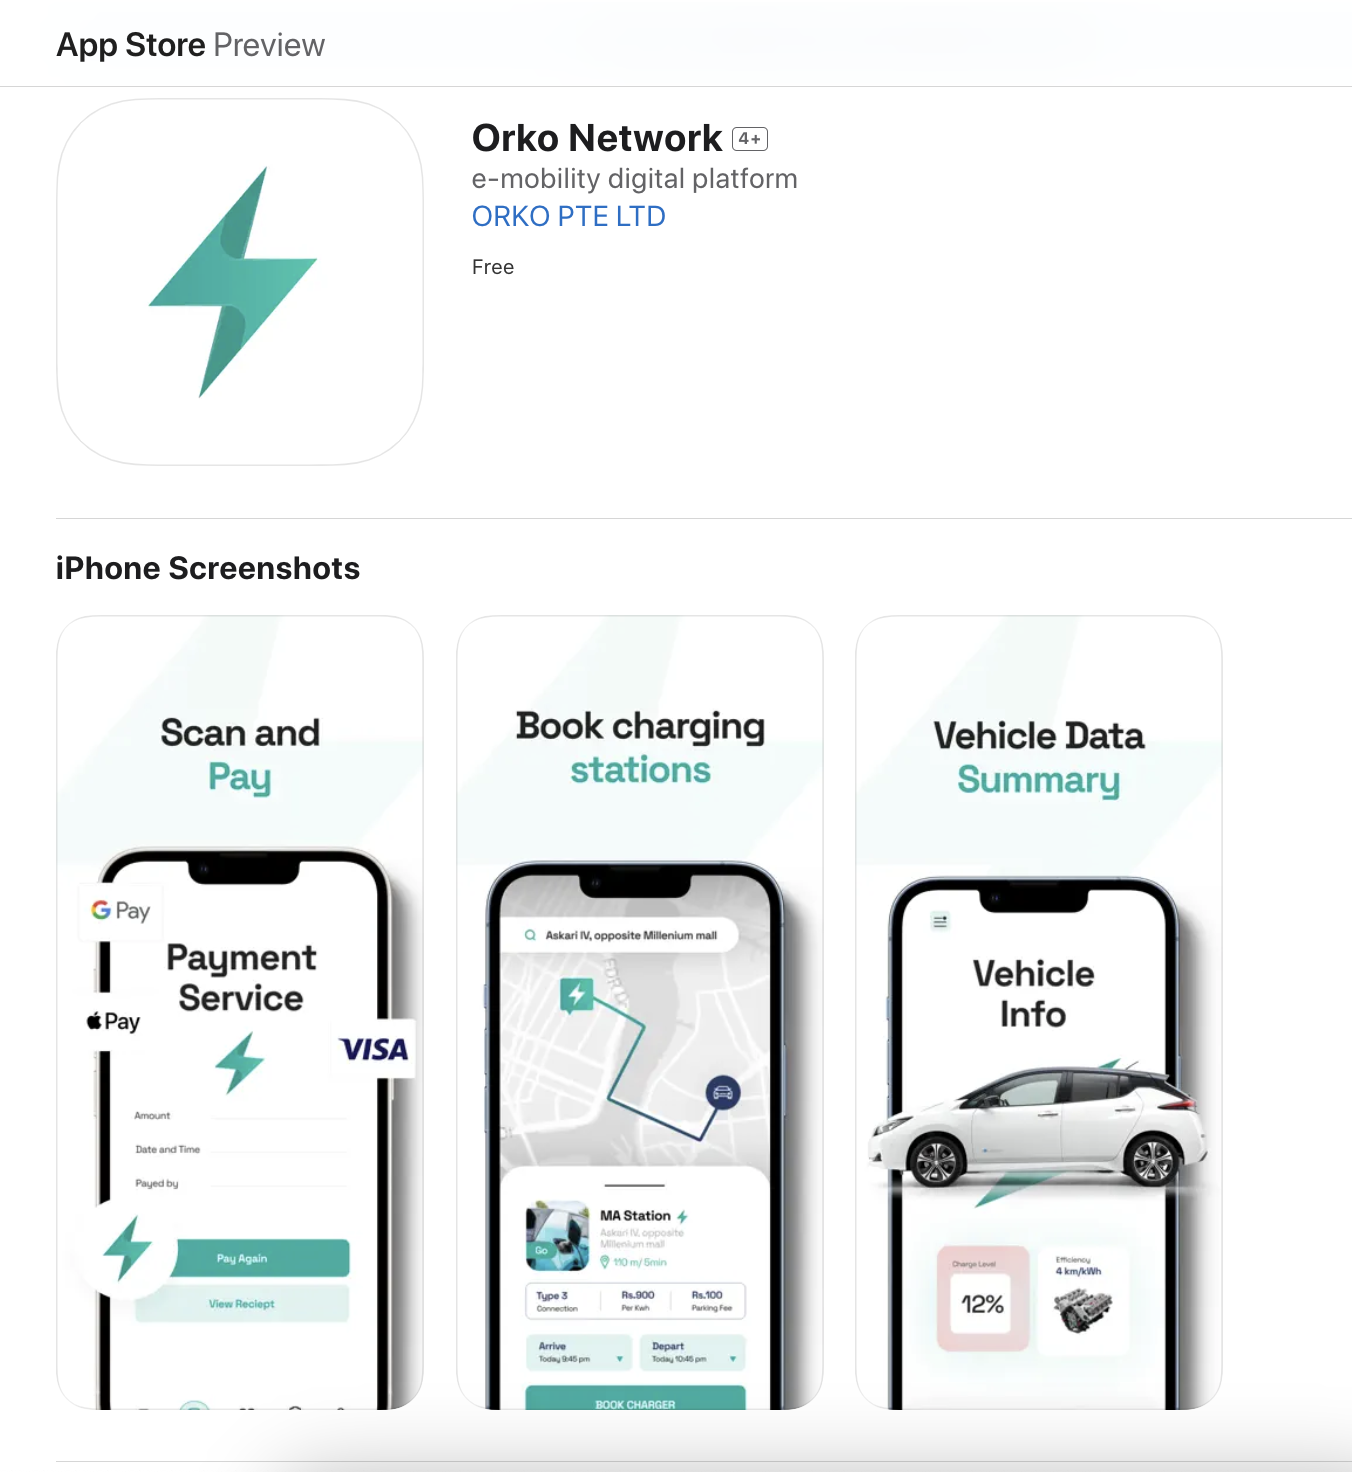 App Store Preview
Orko Network 4+
e-mobility digital platform
ORKO PTE LTD
Free
iPhone Screenshots
Scan and
Pay
G Pay
Payment
Service
Pay
VISA
Amount
Date and Time
Payed by
Pay Again
View Reciept
Book charging
stations
Askari IV, opposite Millenium mall
MA Station
Askari IV, opposite
Millenium mall
Go
110 m/ 5min
Type 3
Connection
Rs.900
Per Kwh
Rs.100
Parking Fee
Arrive
Today 9:45 pm
Depart
Today 10:45 pm
BOOK CHARGER
Vehicle Data
Summary
Vehicle
Info
Charge Level
12%
Efficiency
4 km/kWh